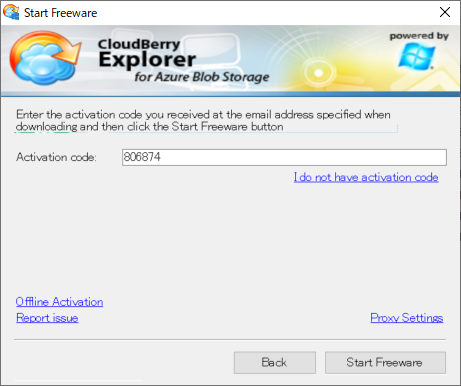 Start Freeware
CloudBerry
Explorer
for Azure Blob Storage
powered by
Enter the activation code you received at the email address specified when
downloading and then click the Start Freeware button
Activation code: 806874
I do not have activation code
Offline Activation
Report issue Proxy Settings
Back Start Freeware